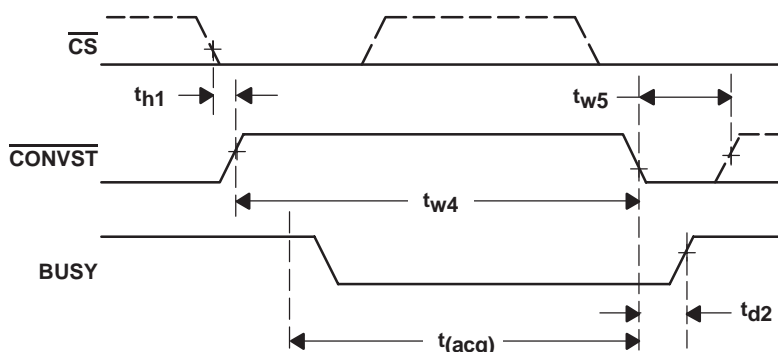 CS
th1
tw5
CONVST
tw4
BUSY
td2
t(acq)